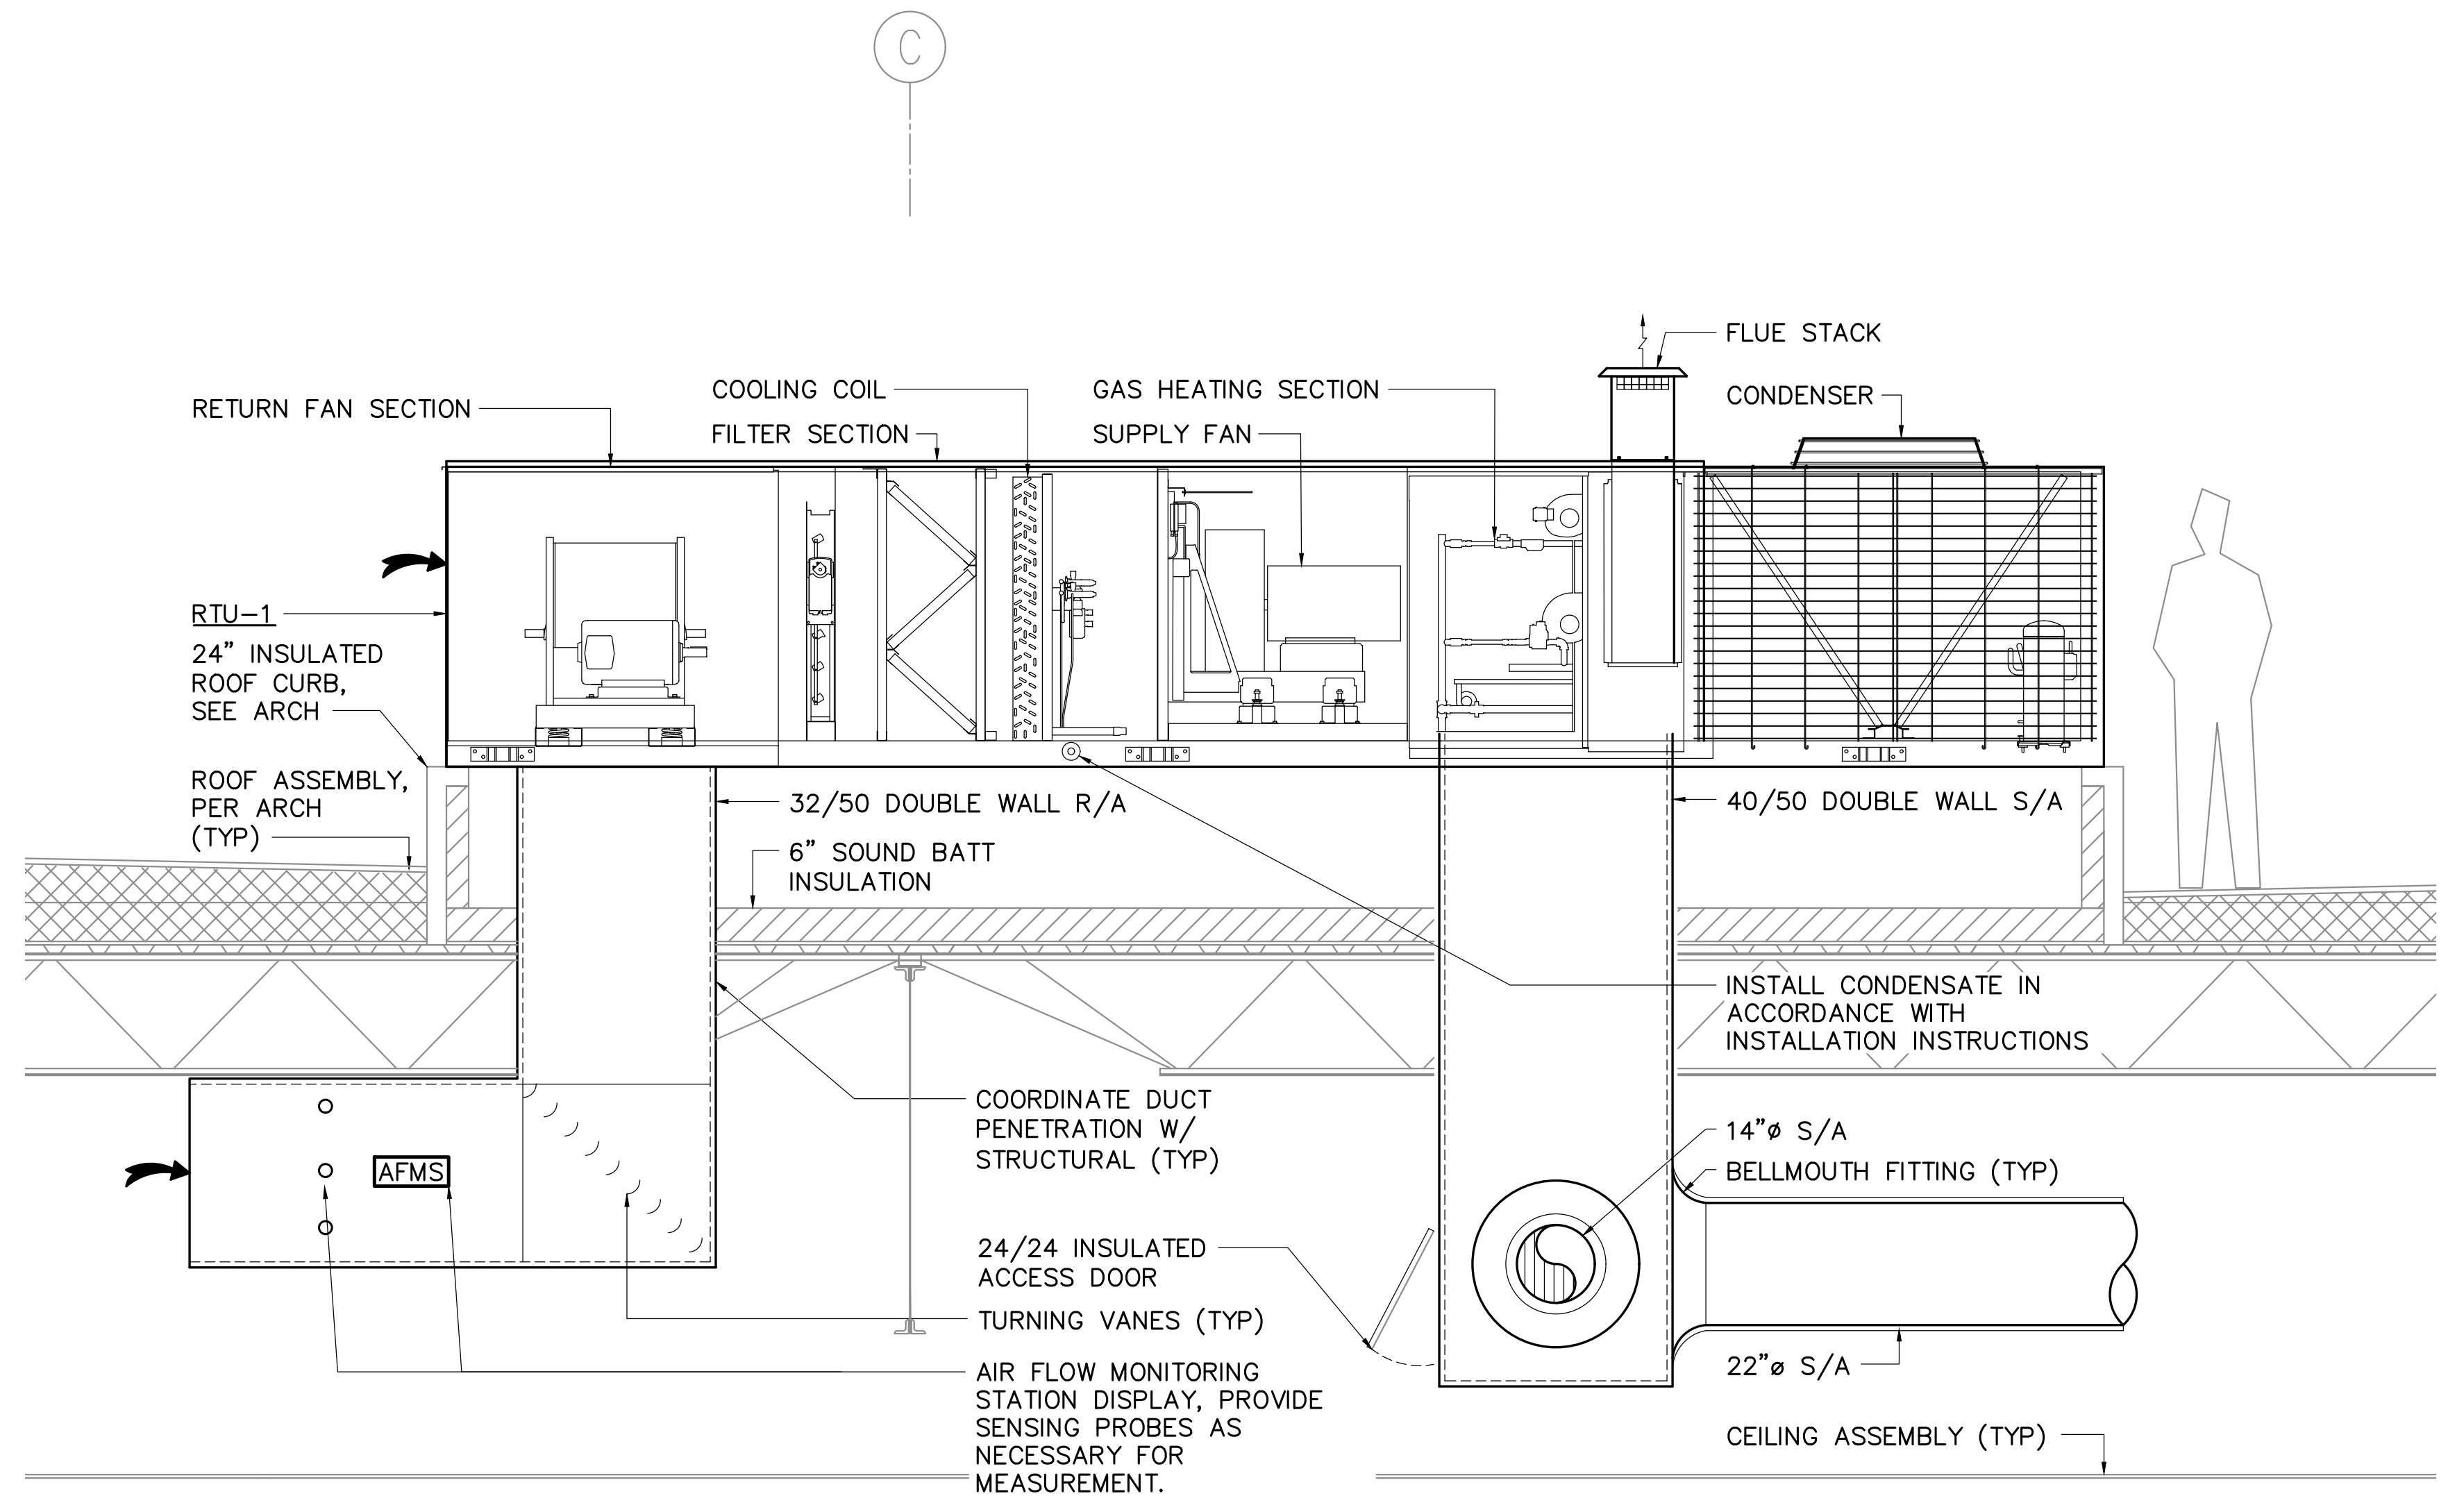 C
FLUE STACK
COOLING COIL
GAS HEATING SECTION
CONDENSER
RETURN FAN SECTION
FILTER SECTION
SUPPLY FAN
RTU-1
24" INSULATED
ROOF CURB,
SEE ARCH
ROOF ASSEMBLY,
PER ARCH
(TYP)
32/50 DOUBLE WALL R/A
40/50 DOUBLE WALL S/A
6" SOUND BATT
INSULATION
INSTALL CONDENSATE IN
ACCORDANCE WITH
INSTALLATION INSTRUCTIONS
COORDINATE DUCT
PENETRATION W/
STRUCTURAL (TYP)
14"ø S/A
BELLMOUTH FITTING (TYP)
AFMS
24/24 INSULATED
ACCESS DOOR
TURNING VANES (TYP)
22"ø S/A
AIR FLOW MONITORING
STATION DISPLAY, PROVIDE
SENSING PROBES AS
NECESSARY FOR
MEASUREMENT.
CEILING ASSEMBLY (TYP)